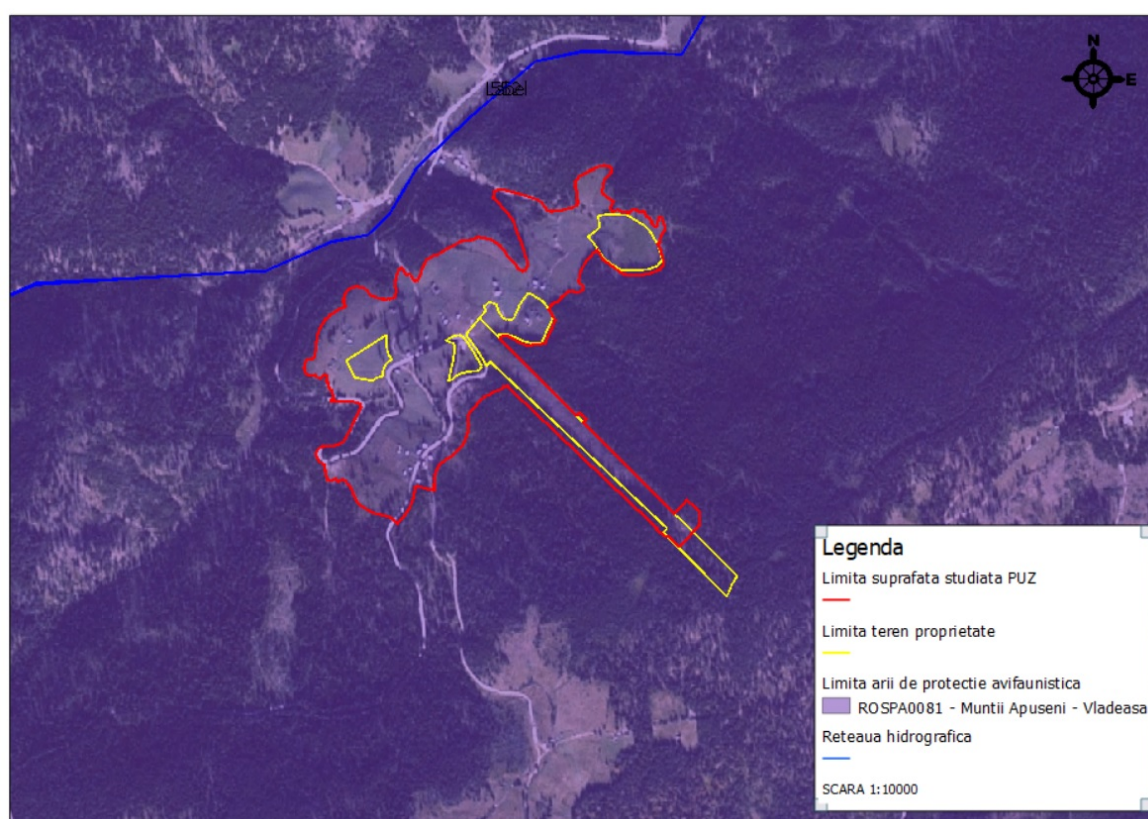 N
E
Legenda
Limita suprafata studiata PUZ
Limita teren proprietate
Limita arii de protectie avifaunistica
ROSPA0081 - Muntii Apuseni - Vladeasa
Reteaua hidrografica
SCARA 1:10000